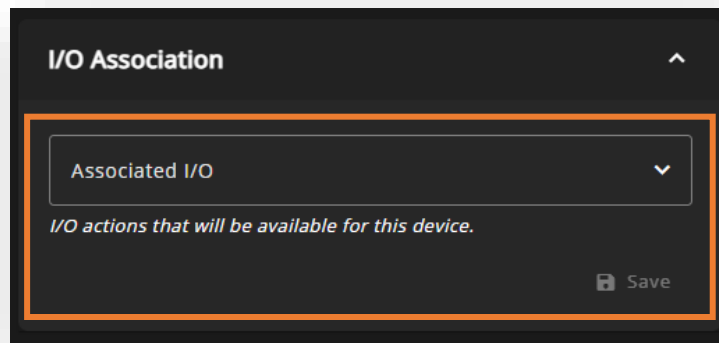 I/O Association
Associated I/O
I/O actions that will be available for this device.
Save